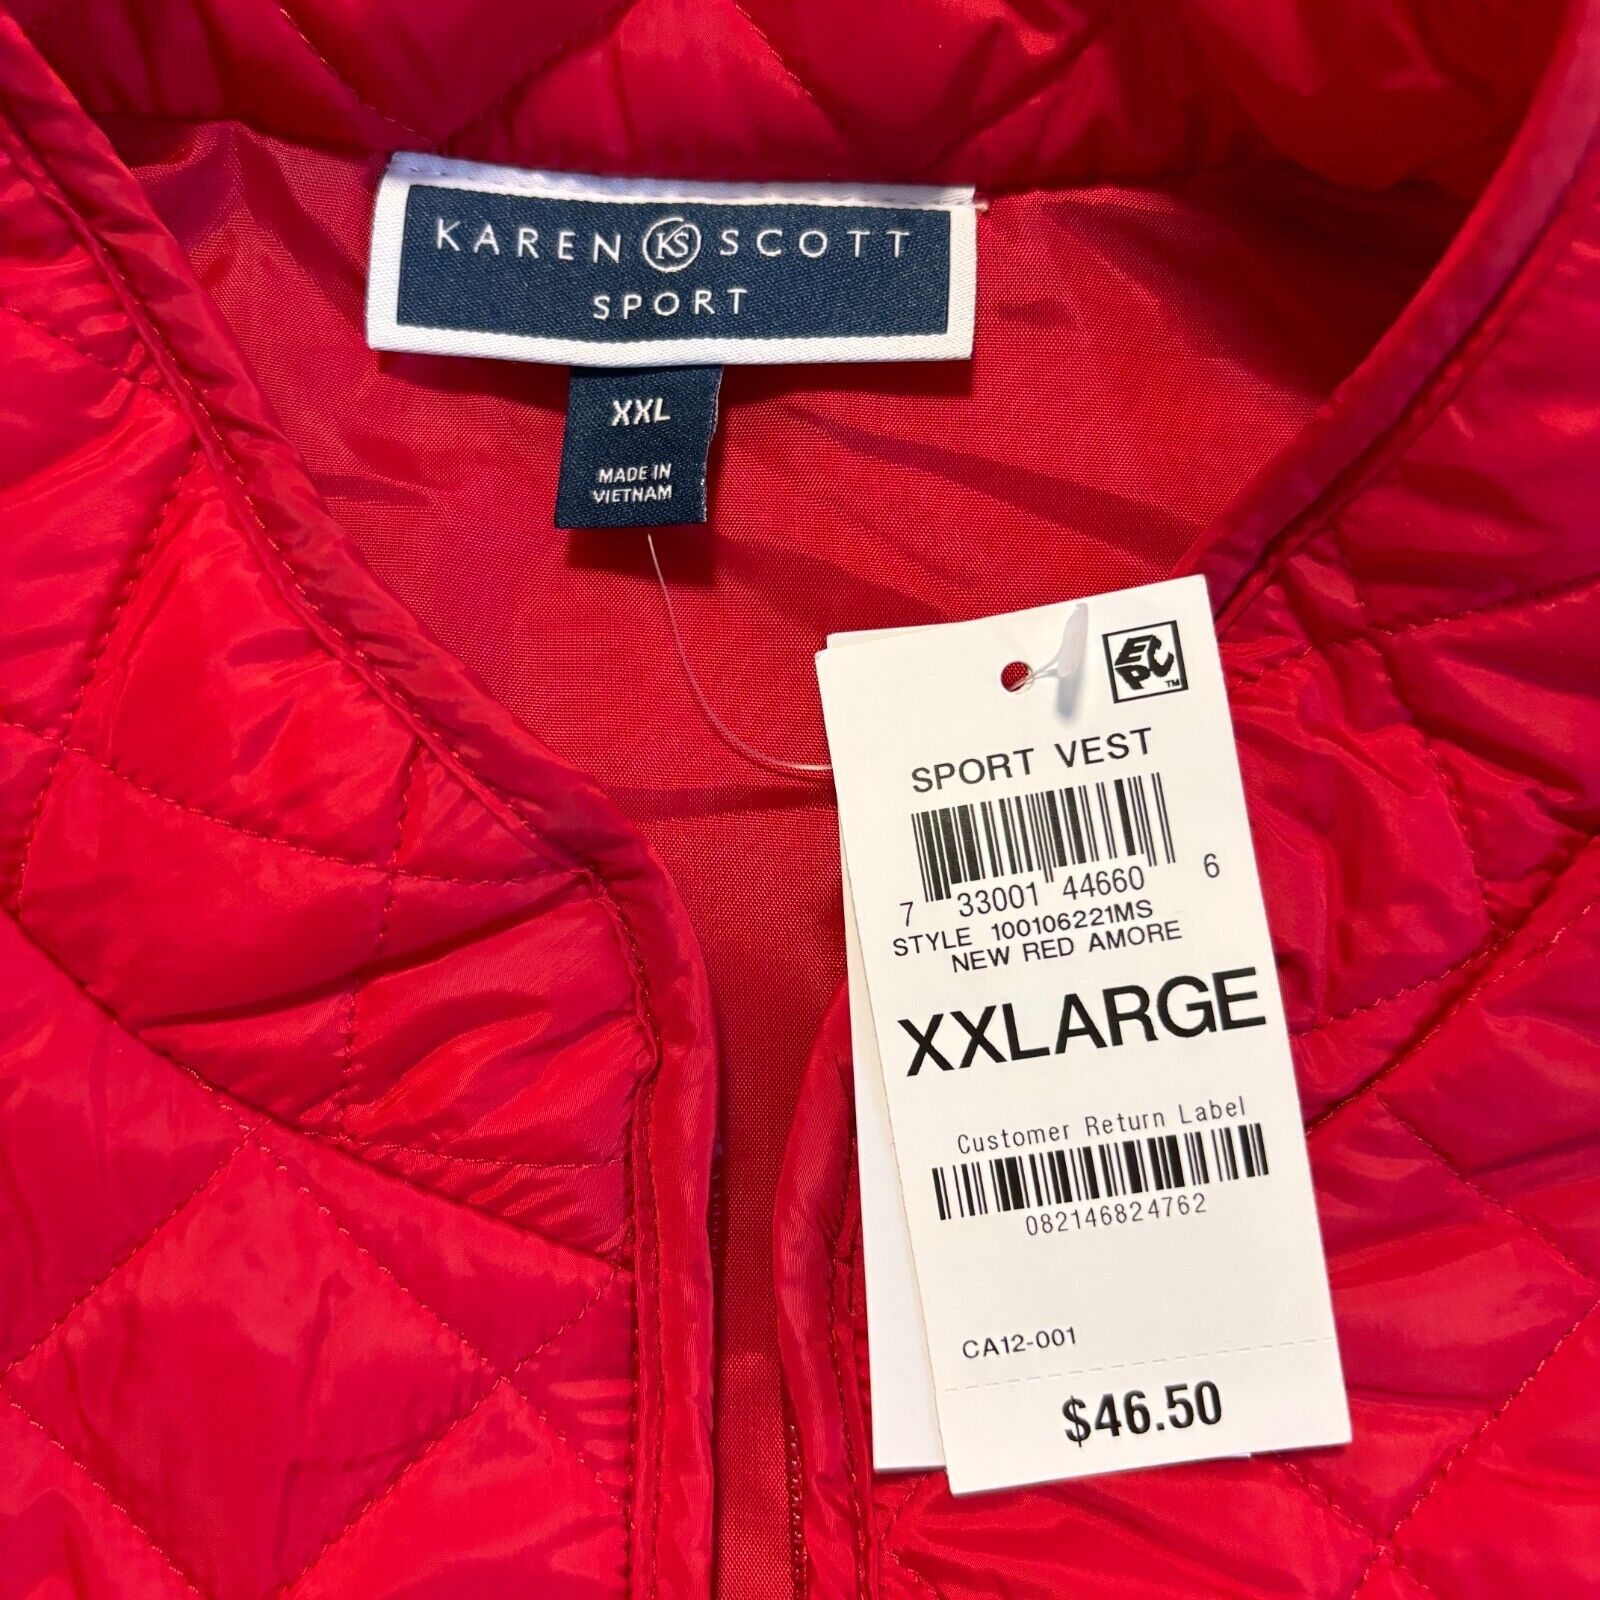 KAREN KS SCOTT
SPORT
XXL
MADE IN
VIETNAM
EPC™
SPORT VEST
7 33001 44660 6
STYLE 100106221MS
NEW RED AMORE
XXLARGE
Customer Return Label
082146824762
CA12-001
$46.50